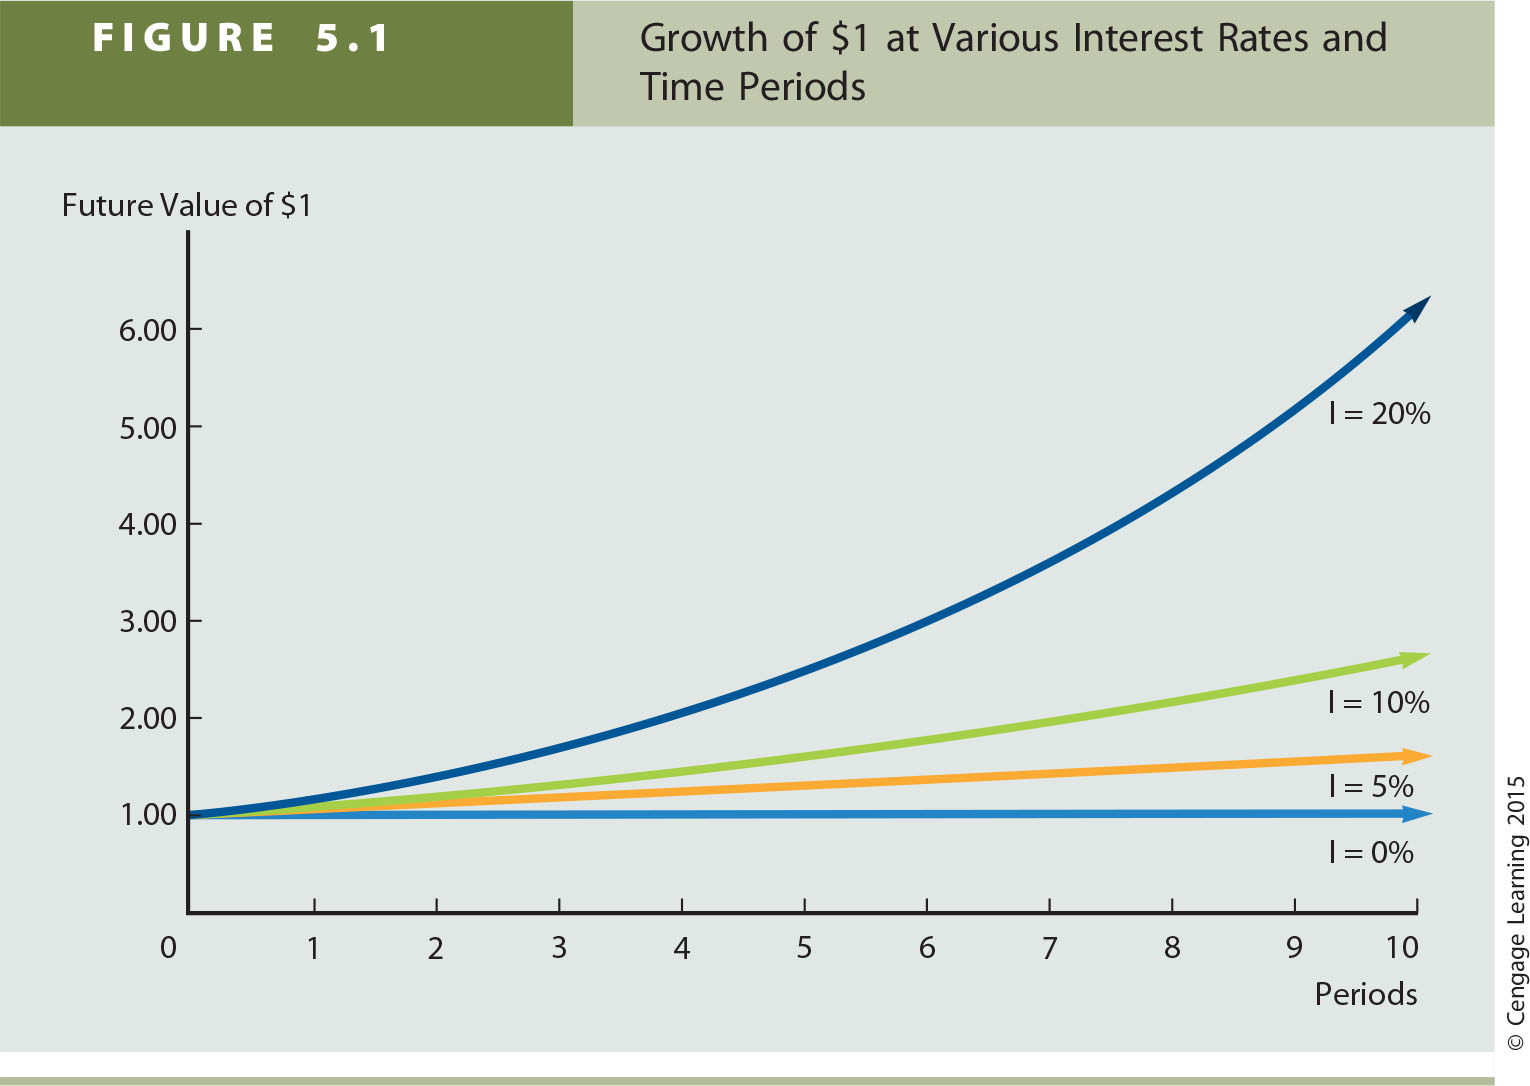 FIGURE 5.1
Growth of $1 at Various Interest Rates and
Time Periods
Future Value of $1
6.00
5.00
4.00
3.00
2.00
1.00
I = 20%
I = 10%
I = 5%
I = 0%
0 1 2 3 4 5 6 7 8 9 10
Periods
© Cengage Learning 2015